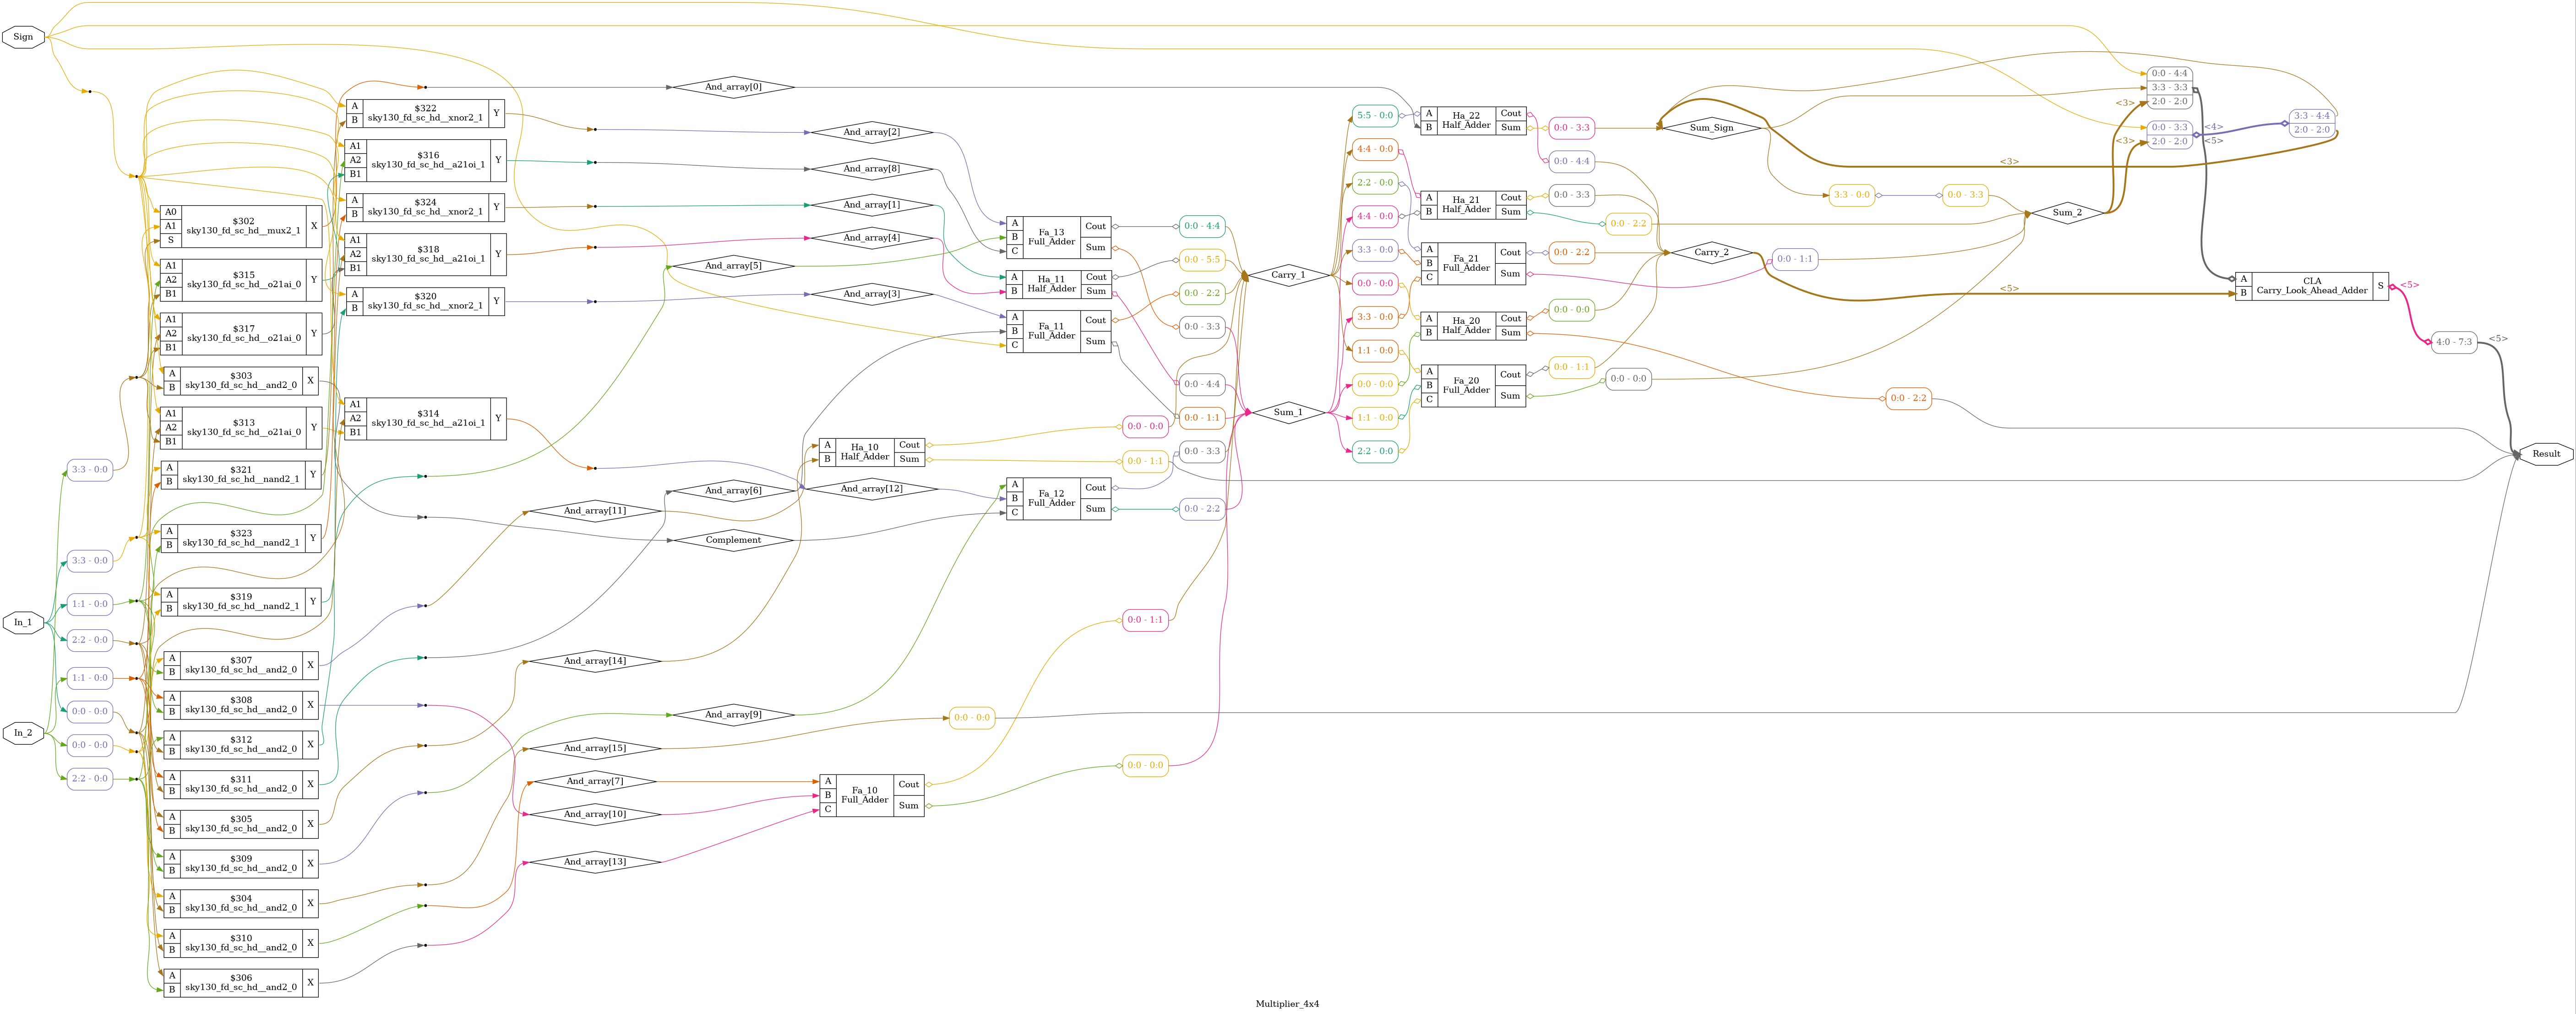 Sign
In_1
In_2
3:3 - 0:0
3:3 - 0:0
1:1 - 0:0
2:2 - 0:0
1:1 - 0:0
0:0 - 0:0
0:0 - 0:0
2:2 - 0:0
A0
A1
S
$302
sky130_fd_sc_hd__mux2_1
X
A1
A2
B1
$315
sky130_fd_sc_hd__o21ai_0
Y
A1
A2
B1
$317
sky130_fd_sc_hd__o21ai_0
Y
A
B
$303
sky130_fd_sc_hd__and2_0
X
A1
A2
B1
$313
sky130_fd_sc_hd__o21ai_0
Y
A
B
$321
sky130_fd_sc_hd__nand2_1
Y
A
B
$323
sky130_fd_sc_hd__nand2_1
Y
A
B
$319
sky130_fd_sc_hd__nand2_1
Y
A
B
$307
sky130_fd_sc_hd__and2_0
X
A
B
$308
sky130_fd_sc_hd__and2_0
X
A
B
$312
sky130_fd_sc_hd__and2_0
X
A
B
$311
sky130_fd_sc_hd__and2_0
X
A
B
$305
sky130_fd_sc_hd__and2_0
X
A
B
$309
sky130_fd_sc_hd__and2_0
X
A
B
$304
sky130_fd_sc_hd__and2_0
X
A
B
$310
sky130_fd_sc_hd__and2_0
X
A
B
$306
sky130_fd_sc_hd__and2_0
X
A
B
$322
sky130_fd_sc_hd__xnor2_1
Y
A1
A2
B1
$316
sky130_fd_sc_hd__a21oi_1
Y
A
B
$324
sky130_fd_sc_hd__xnor2_1
Y
A1
A2
B1
$318
sky130_fd_sc_hd__a21oi_1
Y
A
B
$320
sky130_fd_sc_hd__xnor2_1
Y
A1
A2
B1
$314
sky130_fd_sc_hd__a21oi_1
Y
And_array[11]
And_array[14]
And_array[15]
And_array[7]
And_array[10]
And_array[13]
And_array[0]
And_array[5]
And_array[6]
Complement
And_array[9]
And_array[2]
And_array[8]
And_array[1]
And_array[4]
And_array[3]
And_array[12]
A
B
Ha_10
Half_Adder
Cout
Sum
A
B
C
Fa_10
Full_Adder
Cout
Sum
0:0 - 0:0
A
B
C
Fa_13
Full_Adder
Cout
Sum
A
B
Ha_11
Half_Adder
Cout
Sum
A
B
C
Fa_11
Full_Adder
Cout
Sum
A
B
C
Fa_12
Full_Adder
Cout
Sum
0:0 - 0:0
0:0 - 1:1
0:0 - 1:1
0:0 - 0:0
0:0 - 4:4
0:0 - 5:5
0:0 - 2:2
0:0 - 3:3
0:0 - 4:4
0:0 - 1:1
0:0 - 3:3
0:0 - 2:2
Carry_1
Sum_1
5:5 - 0:0
4:4 - 0:0
2:2 - 0:0
4:4 - 0:0
3:3 - 0:0
0:0 - 0:0
3:3 - 0:0
1:1 - 0:0
0:0 - 0:0
1:1 - 0:0
2:2 - 0:0
A
B
Ha_22
Half_Adder
Cout
Sum
A
B
Ha_21
Half_Adder
Cout
Sum
A
B
C
Fa_21
Full_Adder
Cout
Sum
A
B
Ha_20
Half_Adder
Cout
Sum
A
B
C
Fa_20
Full_Adder
Cout
Sum
0:0 - 3:3
0:0 - 4:4
0:0 - 3:3
0:0 - 2:2
0:0 - 2:2
0:0 - 0:0
0:0 - 1:1
0:0 - 0:0
Sum_Sign
Carry_2
0:0 - 1:1
3:3 - 0:0
0:0 - 3:3
0:0 - 2:2
Sum_2
<3>
<5>
<3>
<3>
0:0 - 4:4
3:3 - 3:3
2:0 - 2:0
0:0 - 3:3
2:0 - 2:0
<4>
<5>
3:3 - 4:4
2:0 - 2:0
A
B
CLA
Carry_Look_Ahead_Adder
S
<5>
4:0 - 7:3
<5>
Result
Multiplier_4x4